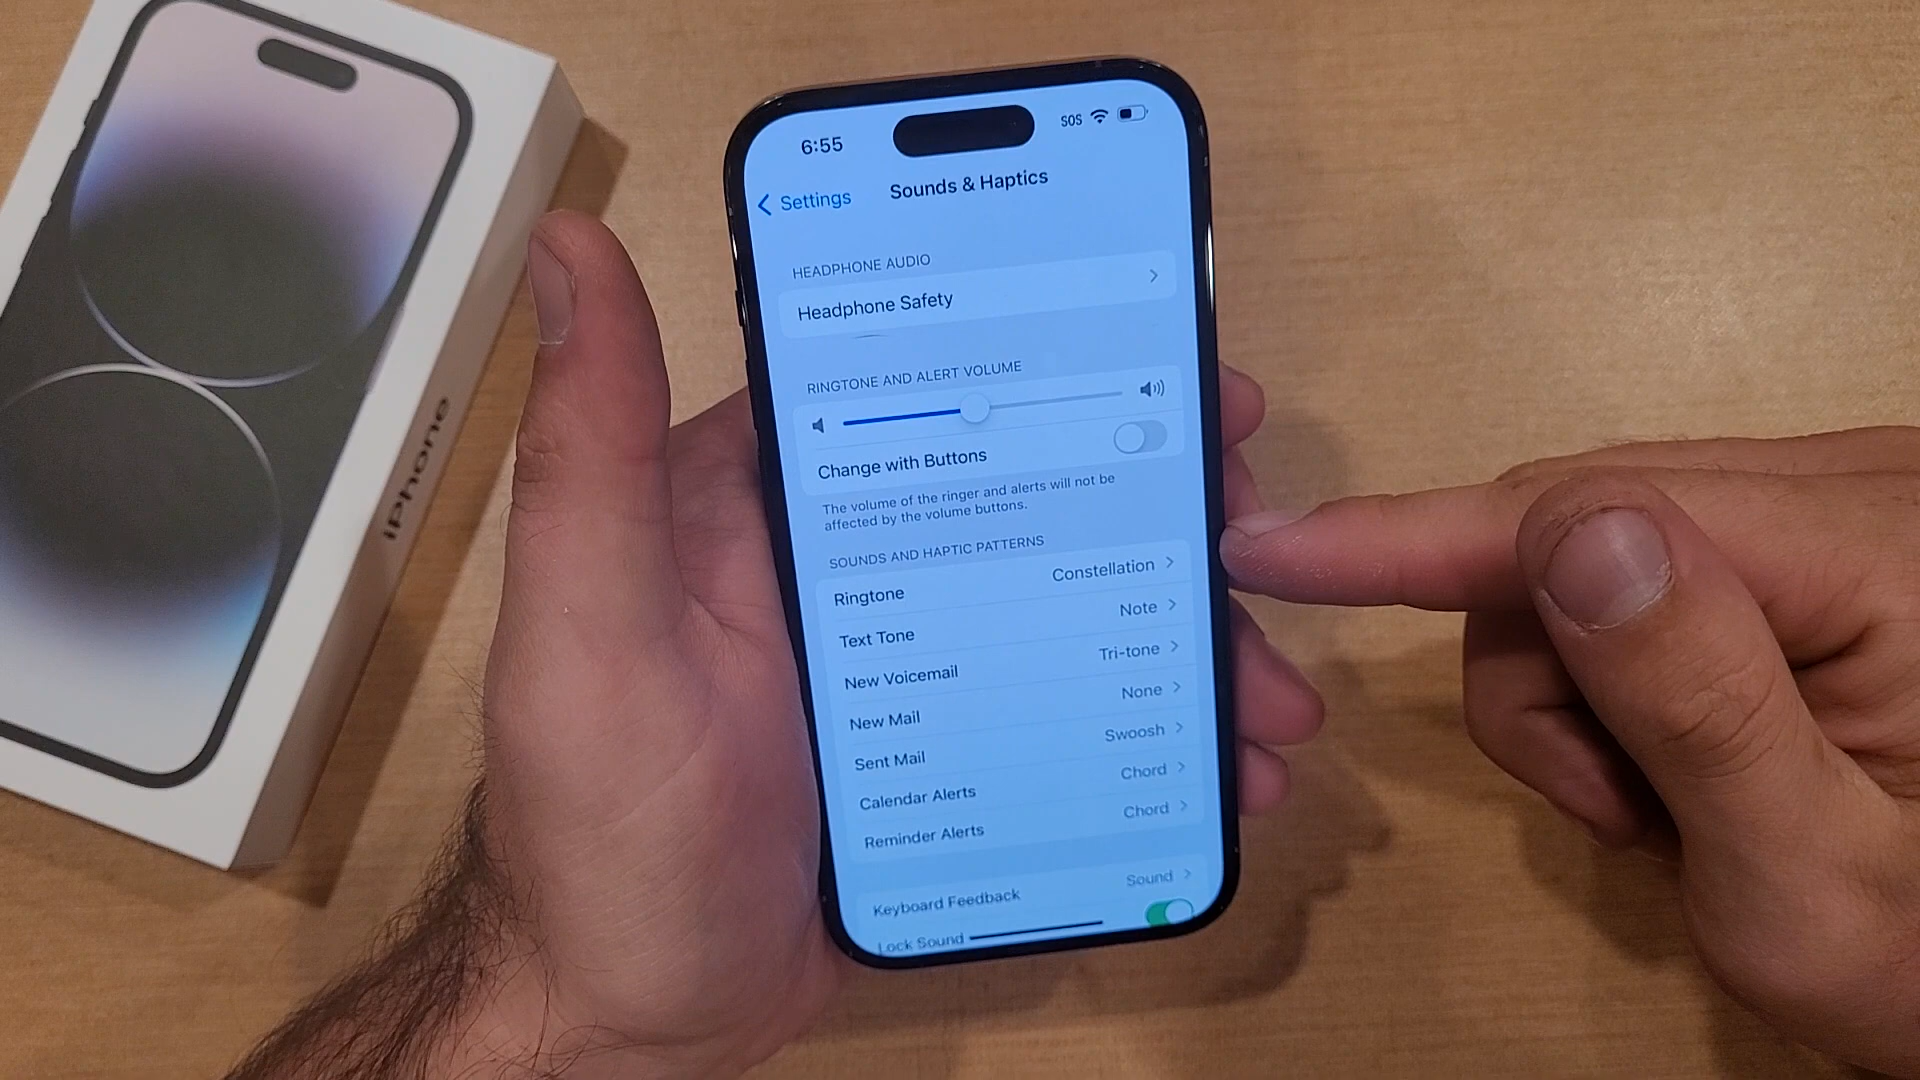 iPhone
6:55
SOS
Settings
Sounds & Haptics
HEADPHONE AUDIO
Headphone Safety
RINGTONE AND ALERT VOLUME
Change with Buttons
The volume of the ringer and alerts will not be
affected by the volume buttons.
SOUNDS AND HAPTIC PATTERNS
Ringtone Constellation
Text Tone Note
New Voicemail Tri-tone
New Mail None
Sent Mail Swoosh
Calendar Alerts Chord
Reminder Alerts Chord
Keyboard Feedback Sound
Lock Sound